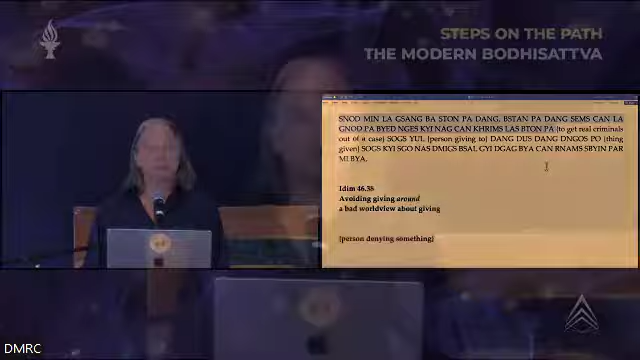 STEPS ON THE PATH
THE MODERN BODHISATTVA
SNOD MIN LA GSANG BA STON PA DANG, BSTAN PA DANG SEMS CAN LA
GNOD PA BYED NGES KYI NAG CAN KHRIMS LAS BTON PA [to get real criminals
out of a case] SOGS YUL [person giving to] DANG DUS DANG DNGOS PO [thing
given] SOGS KYI SGO NAS DMIGS BSAL GYI DGAG BYA CAN RNAMS SBYIN PAR
MI BYA.
Idim 46.38
Avoiding giving around
a bad worldview about giving
[person denying something]
DMRC